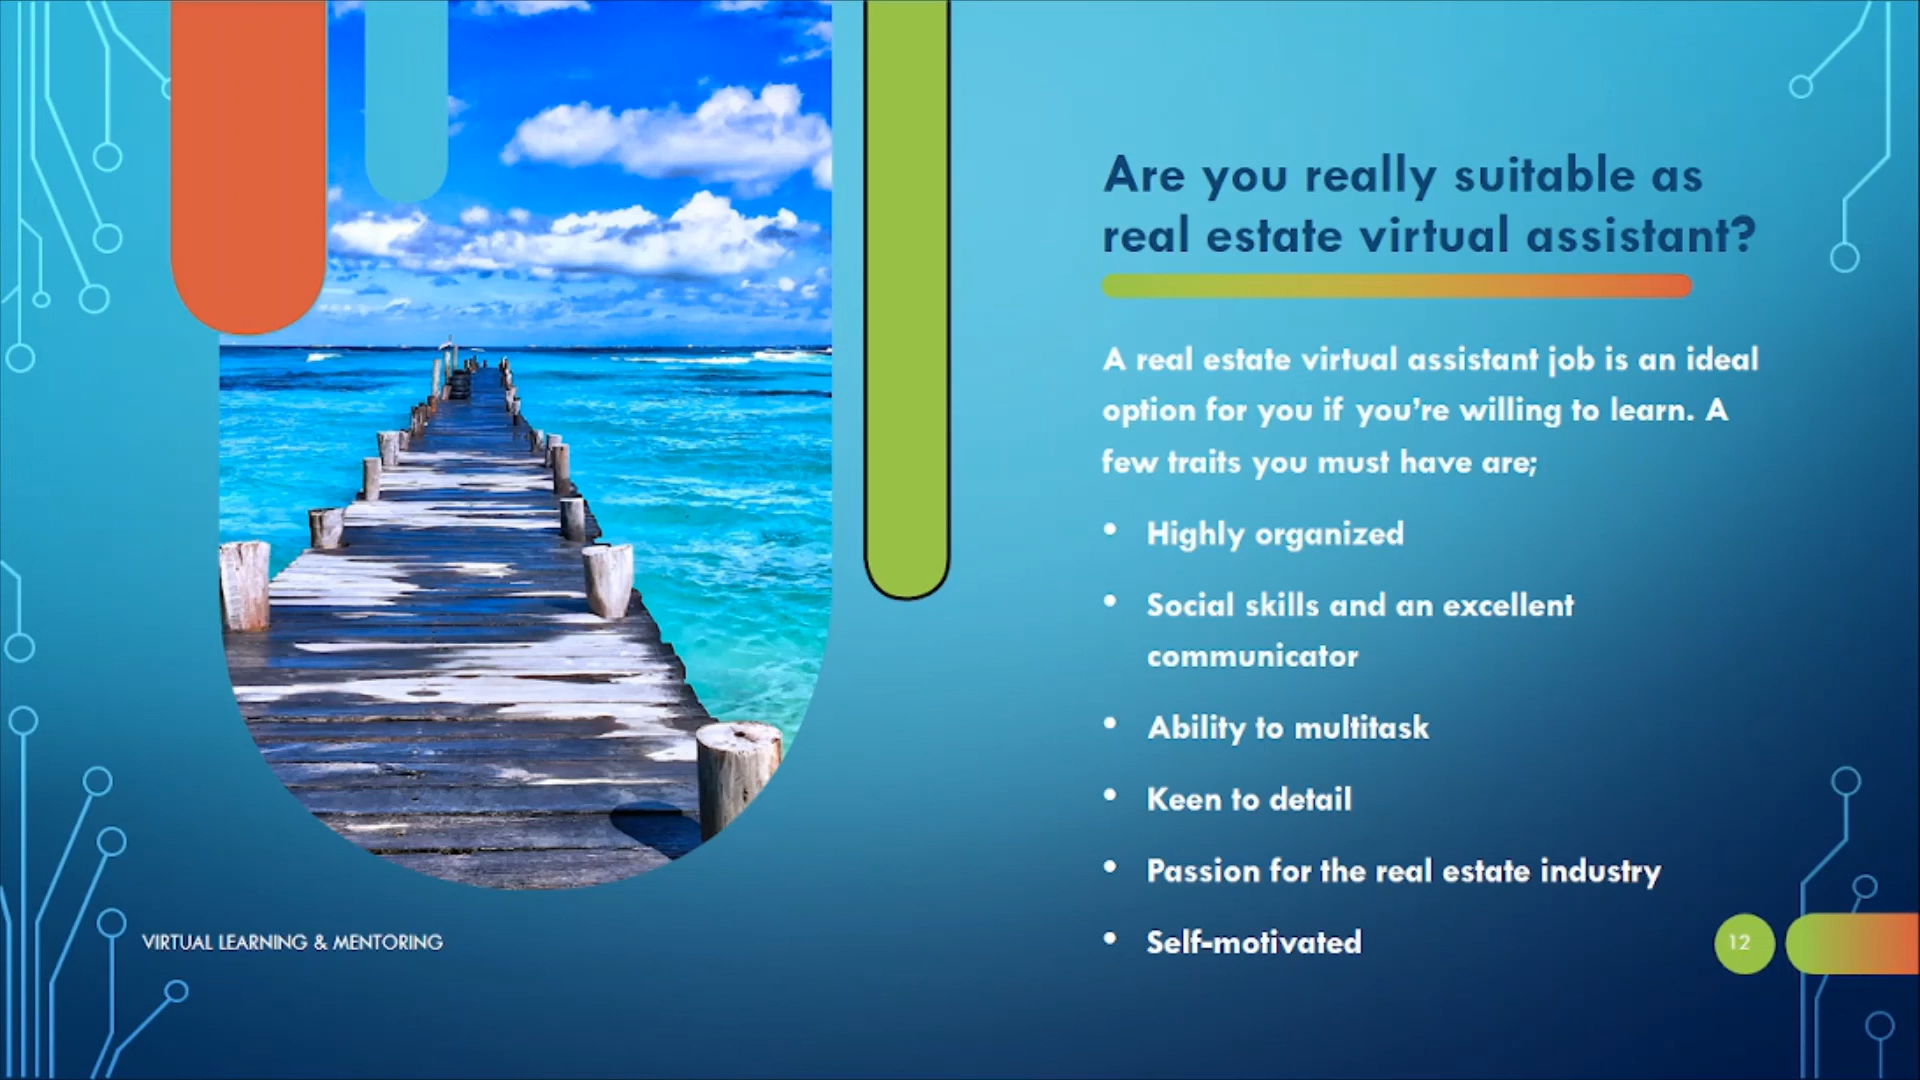 Are you really suitable as
real estate virtual assistant?
A real estate virtual assistant job is an ideal
option for you if you're willing to learn. A
few traits you must have are;
• Highly organized
• Social skills and an excellent
communicator
• Ability to multitask
• Keen to detail
• Passion for the real estate industry
• Self-motivated
VIRTUAL LEARNING & MENTORING
12